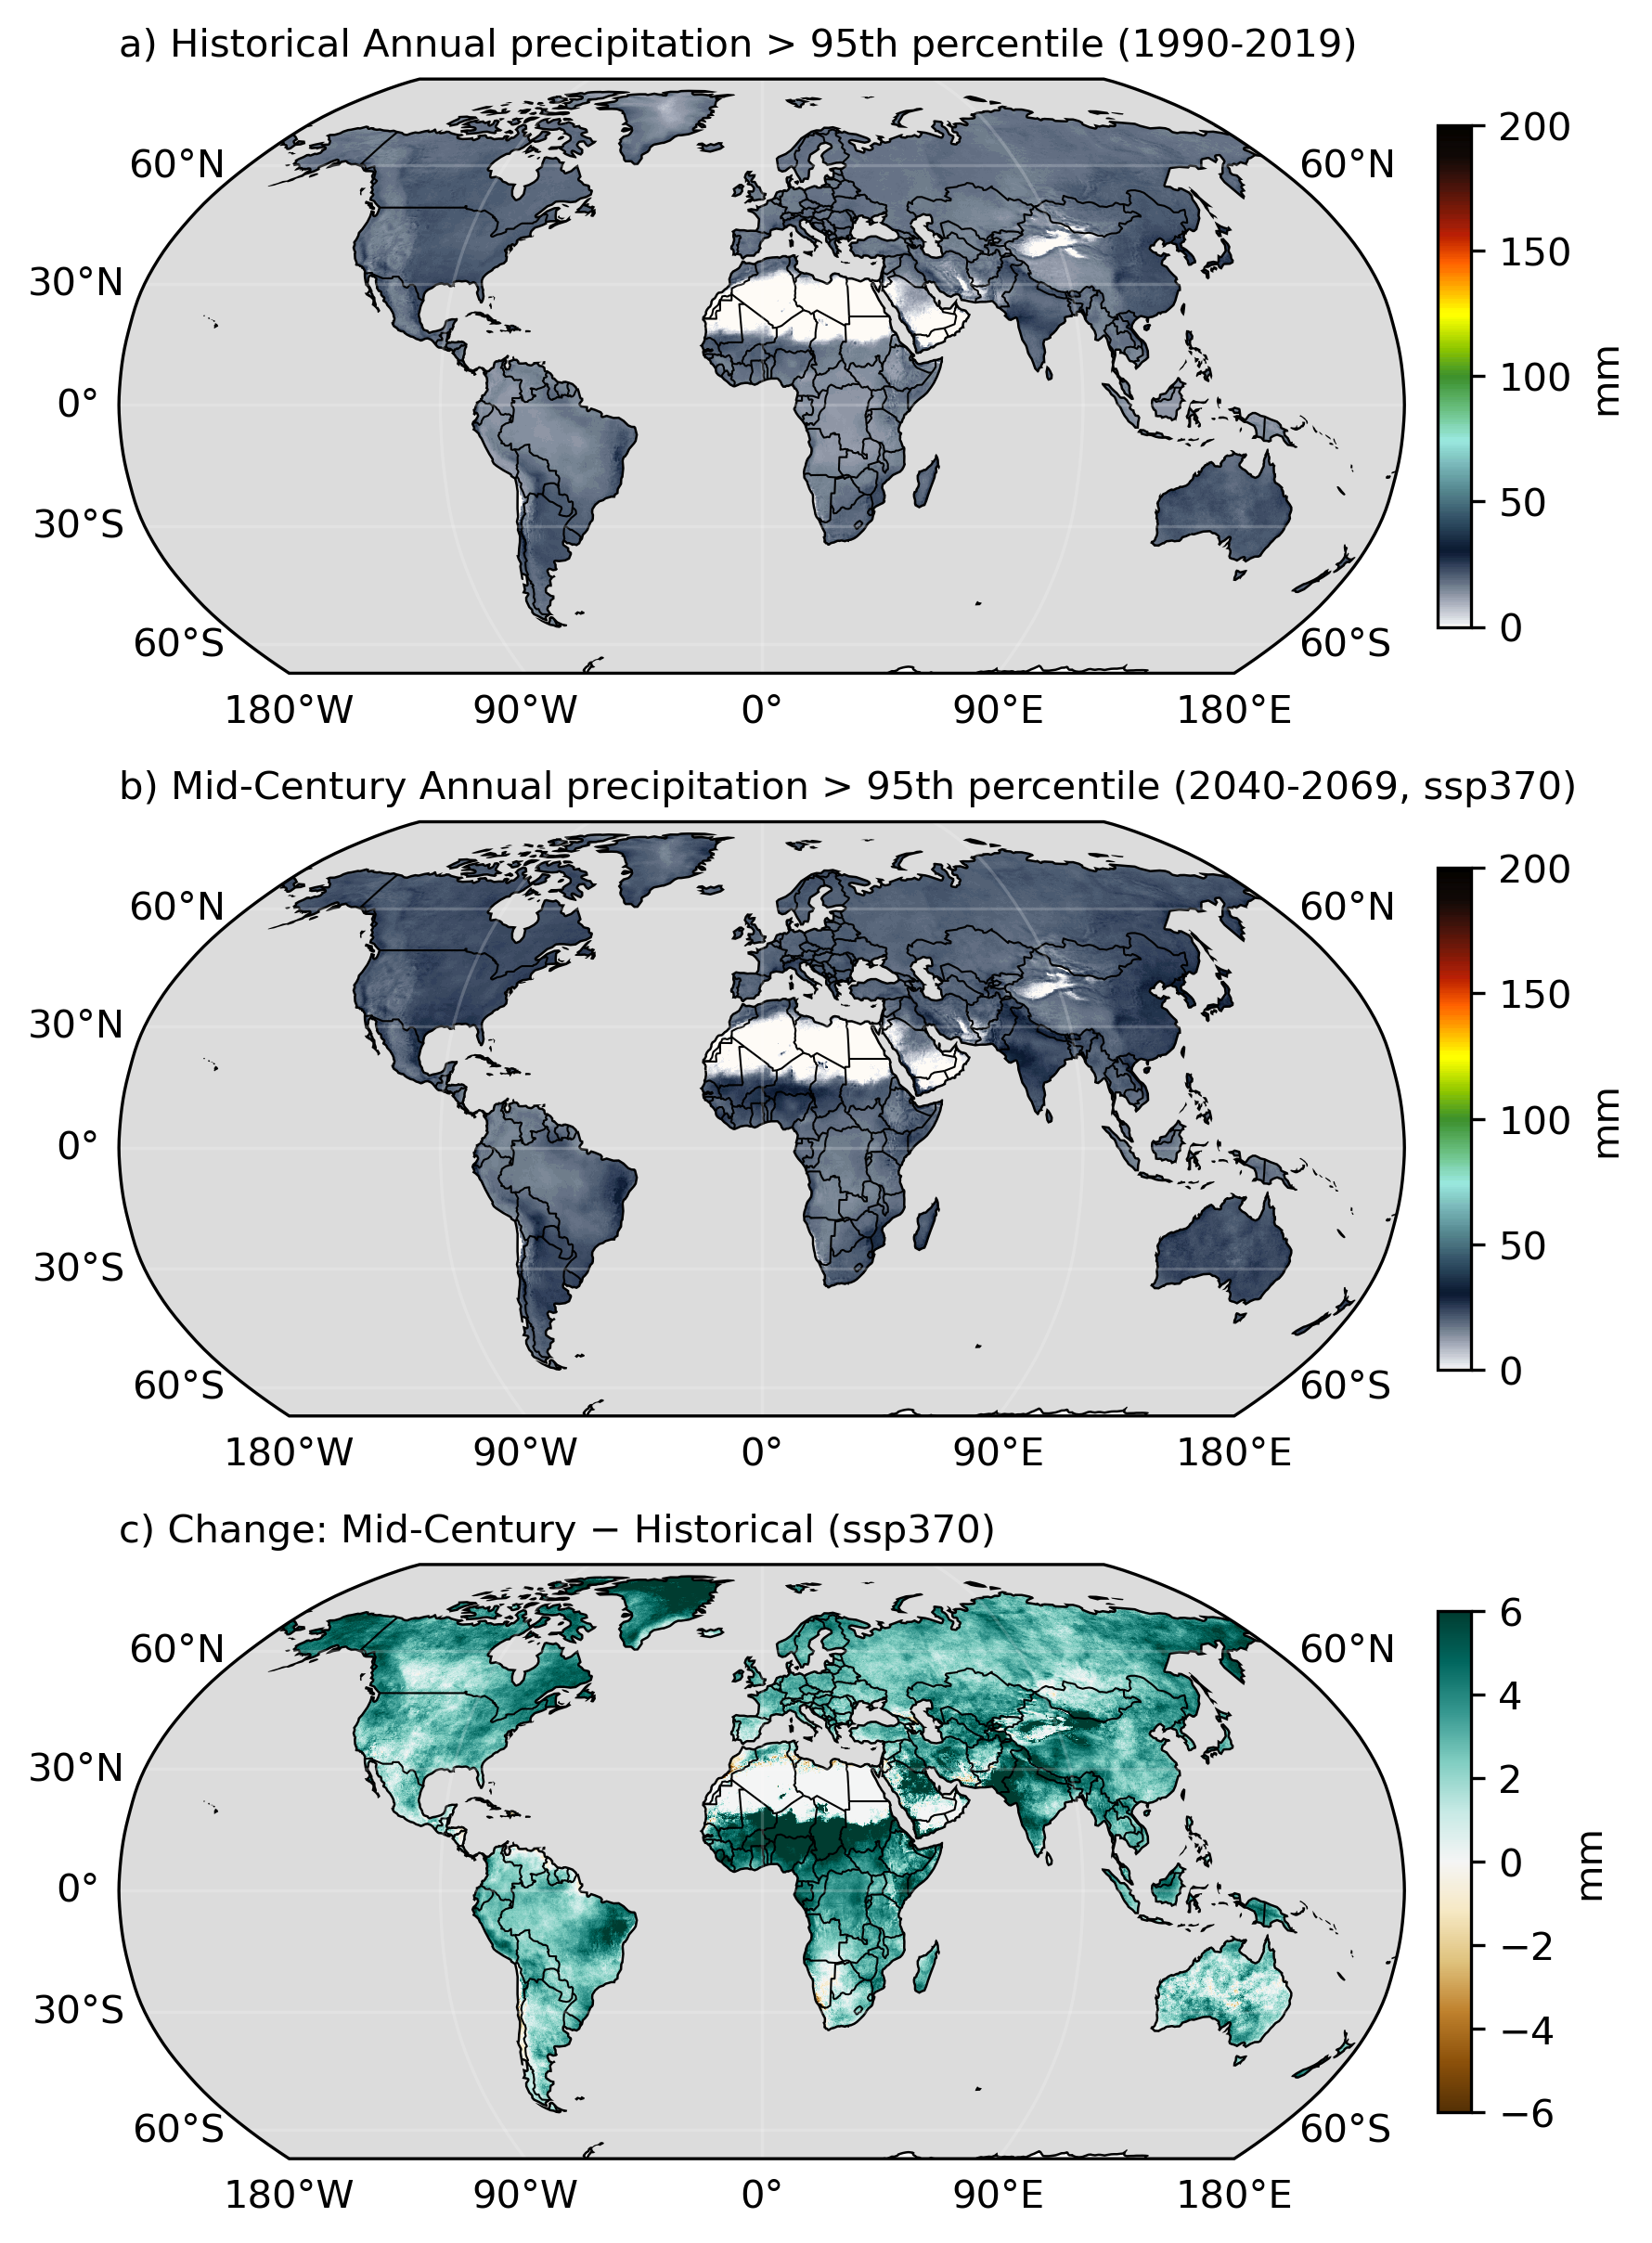 a) Historical Annual precipitation > 95th percentile (1990-2019)
200
60°N 60°N
150
30°N
100
0°
mm
50
30°S
0
60°S 60°S
180°W 90°W 0° 90°E 180°E
b) Mid-Century Annual precipitation > 95th percentile (2040-2069, ssp370)
200
60°N 60°N
150
30°N
100
0°
mm
50
30°S
0
60°S 60°S
180°W 90°W 0° 90°E 180°E
c) Change: Mid-Century − Historical (ssp370)
6
60°N 60°N
4
30°N
2
0
0°
mm
−2
30°S
−4
−6
60°S 60°S
180°W 90°W 0° 90°E 180°E